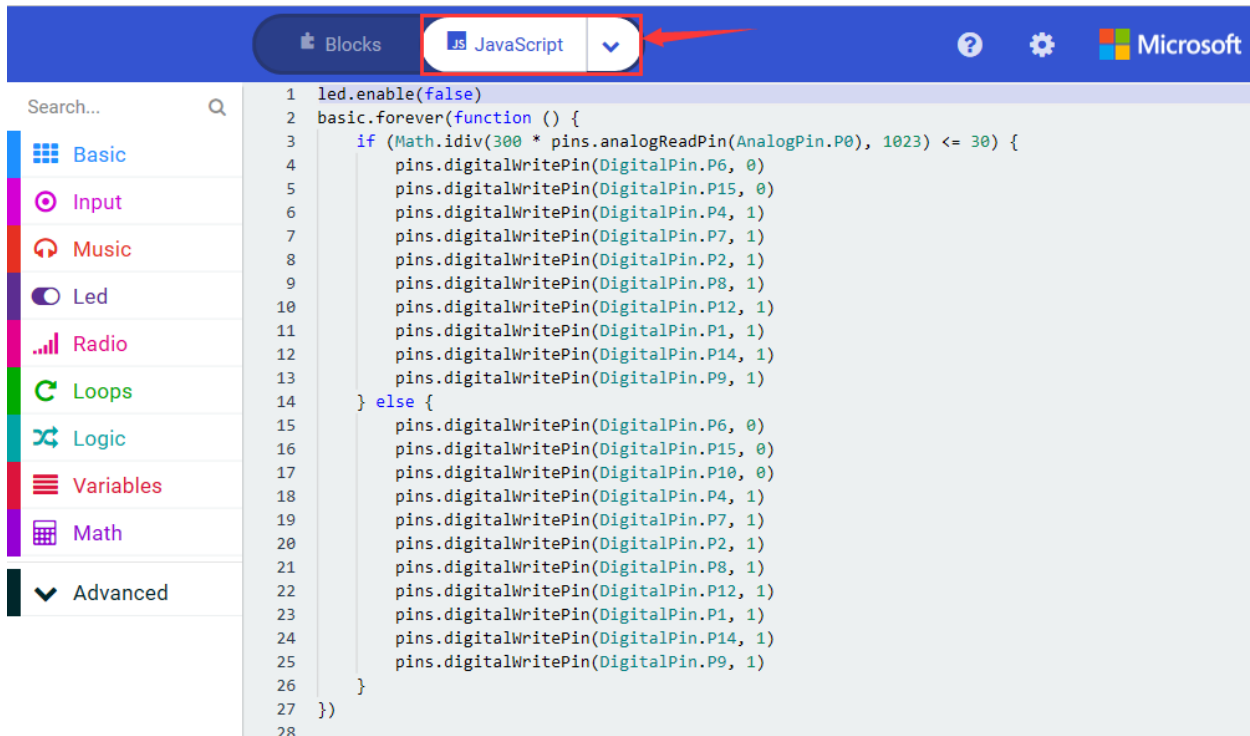 Blocks
JS JavaScript
? Microsoft
Search...
Basic
Input
Music
Led
Radio
Loops
Logic
Variables
Math
Advanced
1 led.enable(false)
2 basic.forever(function () {
3     if (Math.idiv(300 * pins.analogReadPin(AnalogPin.P0), 1023) <= 30) {
4         pins.digitalWritePin(DigitalPin.P6, 0)
5         pins.digitalWritePin(DigitalPin.P15, 0)
6         pins.digitalWritePin(DigitalPin.P4, 1)
7         pins.digitalWritePin(DigitalPin.P7, 1)
8         pins.digitalWritePin(DigitalPin.P2, 1)
9         pins.digitalWritePin(DigitalPin.P8, 1)
10         pins.digitalWritePin(DigitalPin.P12, 1)
11         pins.digitalWritePin(DigitalPin.P1, 1)
12         pins.digitalWritePin(DigitalPin.P14, 1)
13         pins.digitalWritePin(DigitalPin.P9, 1)
14     } else {
15         pins.digitalWritePin(DigitalPin.P6, 0)
16         pins.digitalWritePin(DigitalPin.P15, 0)
17         pins.digitalWritePin(DigitalPin.P10, 0)
18         pins.digitalWritePin(DigitalPin.P4, 1)
19         pins.digitalWritePin(DigitalPin.P7, 1)
20         pins.digitalWritePin(DigitalPin.P2, 1)
21         pins.digitalWritePin(DigitalPin.P8, 1)
22         pins.digitalWritePin(DigitalPin.P12, 1)
23         pins.digitalWritePin(DigitalPin.P1, 1)
24         pins.digitalWritePin(DigitalPin.P14, 1)
25         pins.digitalWritePin(DigitalPin.P9, 1)
26     }
27 })
28